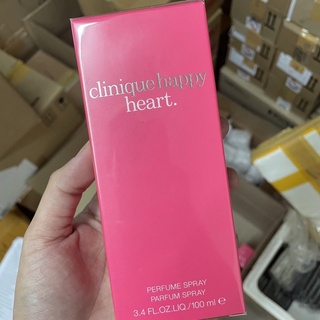 clinique happy
heart.
PERFUME SPRAY
PARFUM SPRAY
3.4 FL.OZ.LIQ./100 ml ℮